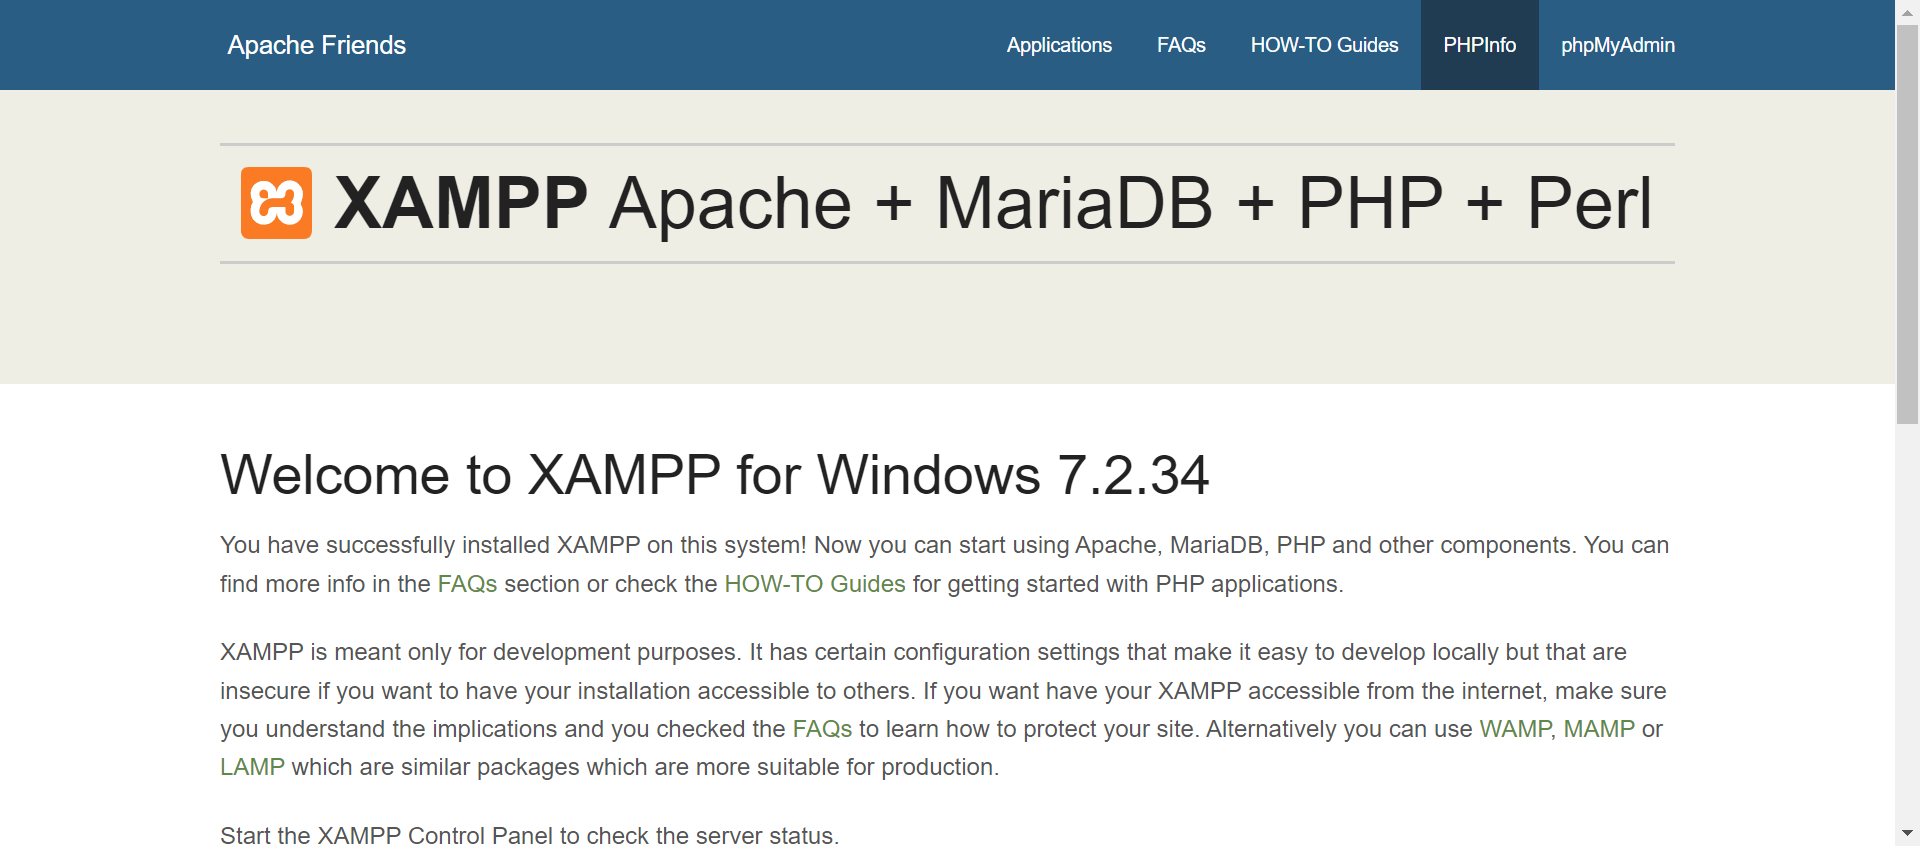 Apache Friends
Applications FAQs HOW-TO Guides PHPInfo phpMyAdmin
XAMPP Apache + MariaDB + PHP + Perl
Welcome to XAMPP for Windows 7.2.34
You have successfully installed XAMPP on this system! Now you can start using Apache, MariaDB, PHP and other components. You can
find more info in the FAQs section or check the HOW-TO Guides for getting started with PHP applications.
XAMPP is meant only for development purposes. It has certain configuration settings that make it easy to develop locally but that are
insecure if you want to have your installation accessible to others. If you want have your XAMPP accessible from the internet, make sure
you understand the implications and you checked the FAQs to learn how to protect your site. Alternatively you can use WAMP, MAMP or
LAMP which are similar packages which are more suitable for production.
Start the XAMPP Control Panel to check the server status.